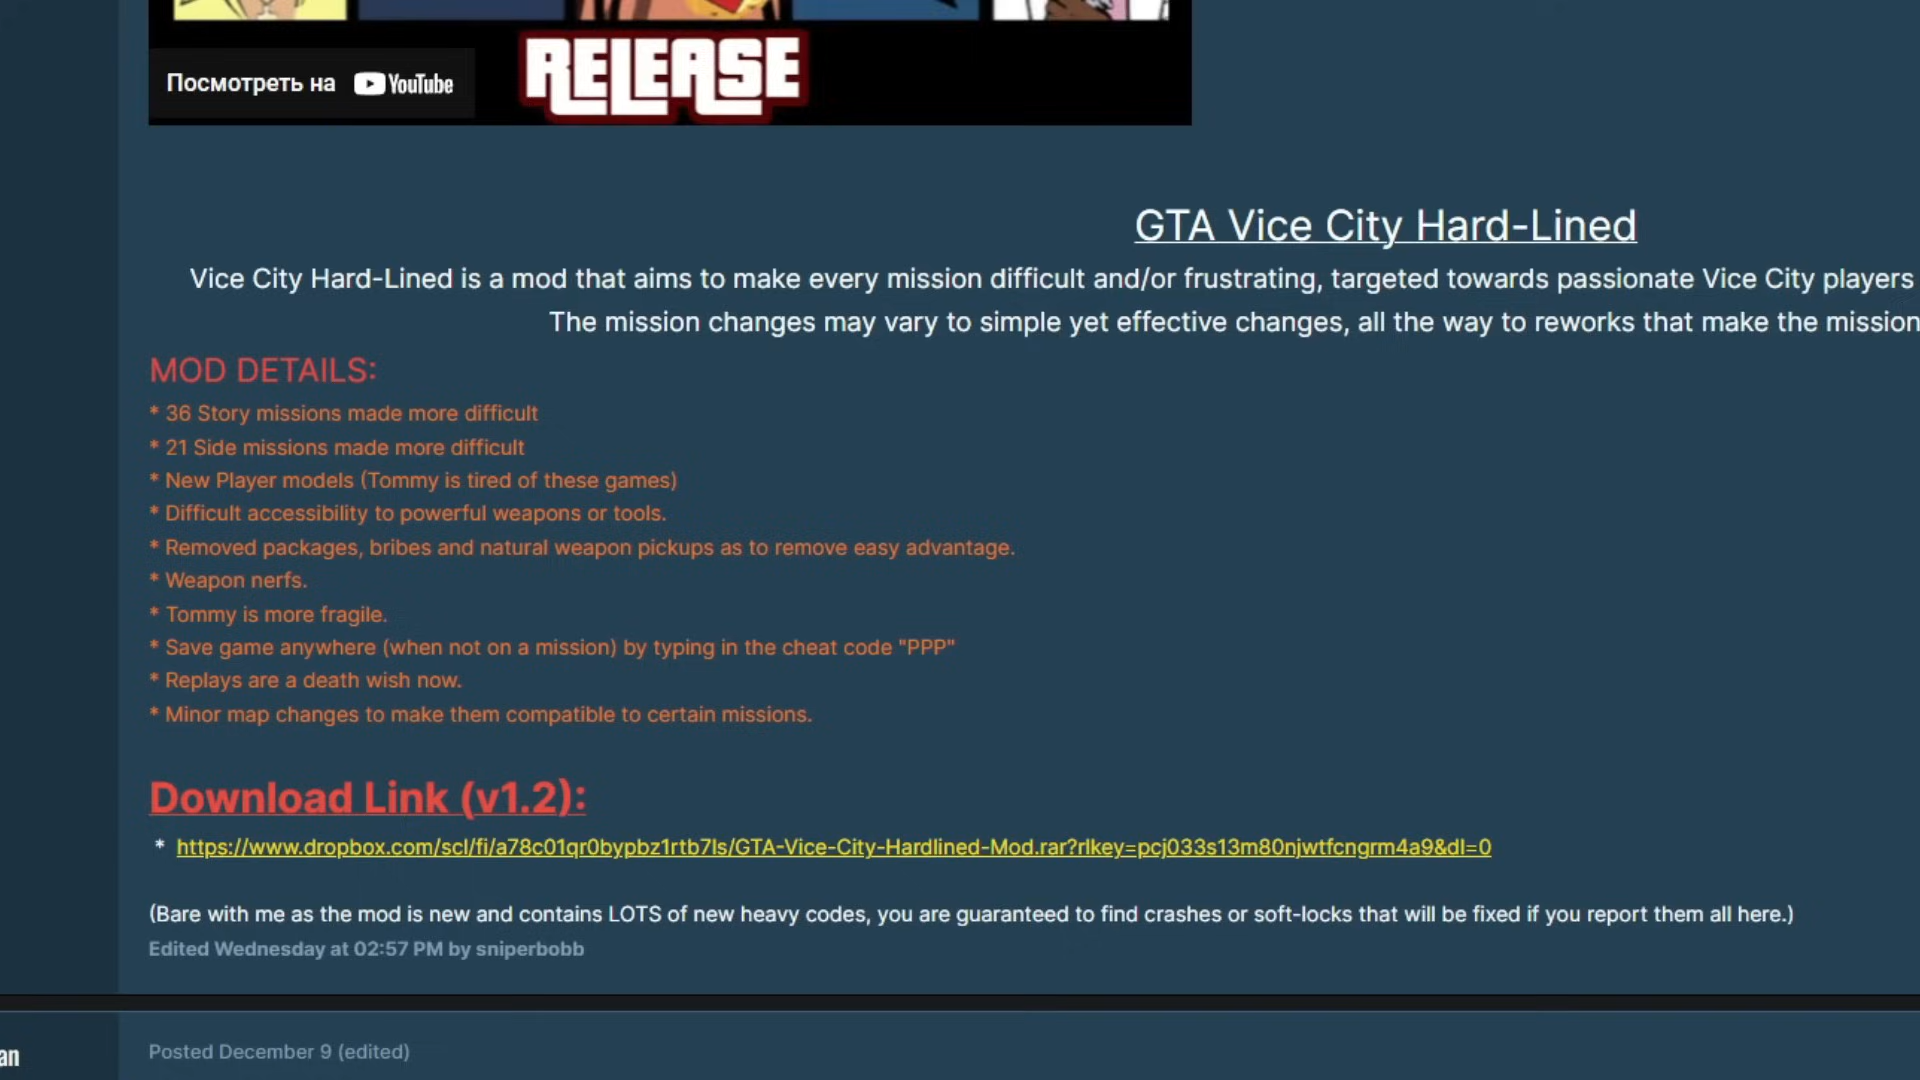 RELEASE
Посмотреть на YouTube
GTA Vice City Hard-Lined
Vice City Hard-Lined is a mod that aims to make every mission difficult and/or frustrating, targeted towards passionate Vice City players
The mission changes may vary to simple yet effective changes, all the way to reworks that make the mission
MOD DETAILS:
* 36 Story missions made more difficult
* 21 Side missions made more difficult
* New Player models (Tommy is tired of these games)
* Difficult accessibility to powerful weapons or tools.
* Removed packages, bribes and natural weapon pickups as to remove easy advantage.
* Weapon nerfs.
* Tommy is more fragile.
* Save game anywhere (when not on a mission) by typing in the cheat code "PPP"
* Replays are a death wish now.
* Minor map changes to make them compatible to certain missions.
Download Link (v1.2):
* https://www.dropbox.com/scl/fi/a78c01qr0bypbz1rtb7ls/GTA-Vice-City-Hardlined-Mod.rar?rlkey=pcj033s13m80njwtfcngrm4a9&dl=0
(Bare with me as the mod is new and contains LOTS of new heavy codes, you are guaranteed to find crashes or soft-locks that will be fixed if you report them all here.)
Edited Wednesday at 02:57 PM by sniperbobb
an
Posted December 9 (edited)